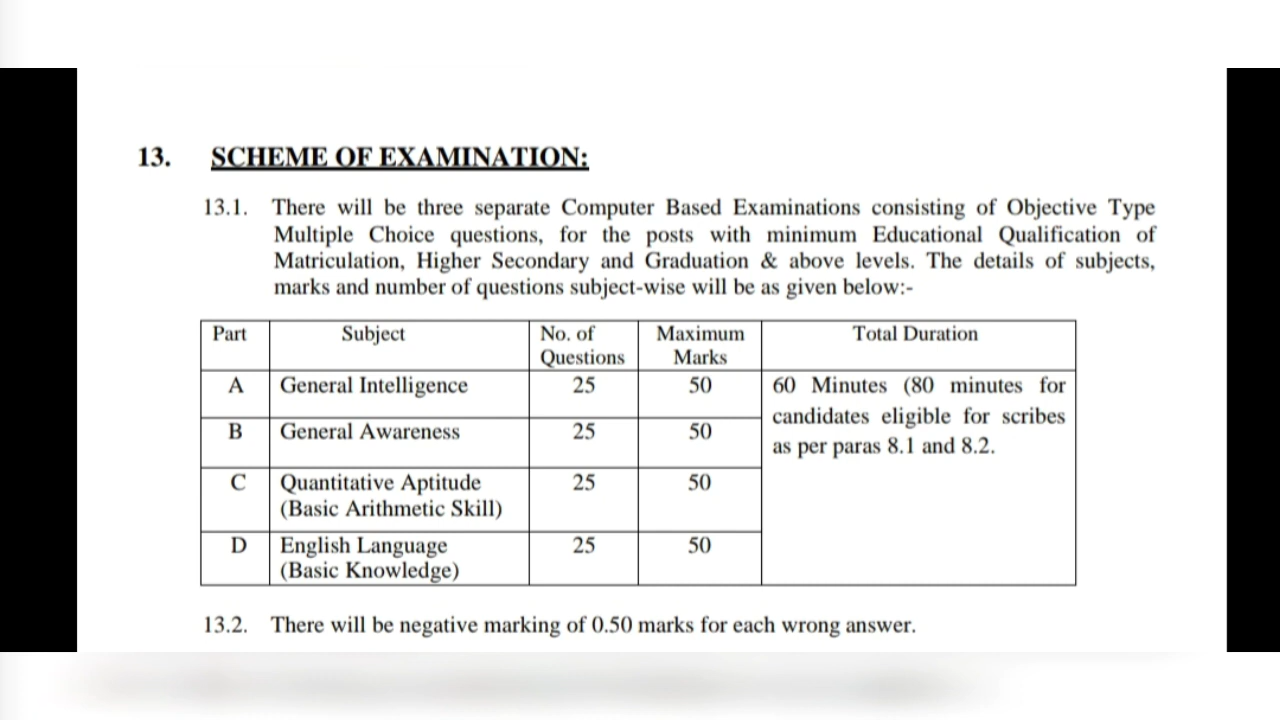 13. SCHEME OF EXAMINATION:
13.1. There will be three separate Computer Based Examinations consisting of Objective Type
Multiple Choice questions, for the posts with minimum Educational Qualification of
Matriculation, Higher Secondary and Graduation & above levels. The details of subjects,
marks and number of questions subject-wise will be as given below:-
Part Subject No. of Maximum Total Duration
Questions Marks
A General Intelligence 25 50 60 Minutes (80 minutes for
candidates eligible for scribes
B General Awareness 25 50
as per paras 8.1 and 8.2.
C Quantitative Aptitude 25 50
(Basic Arithmetic Skill)
D English Language 25 50
(Basic Knowledge)
13.2. There will be negative marking of 0.50 marks for each wrong answer.